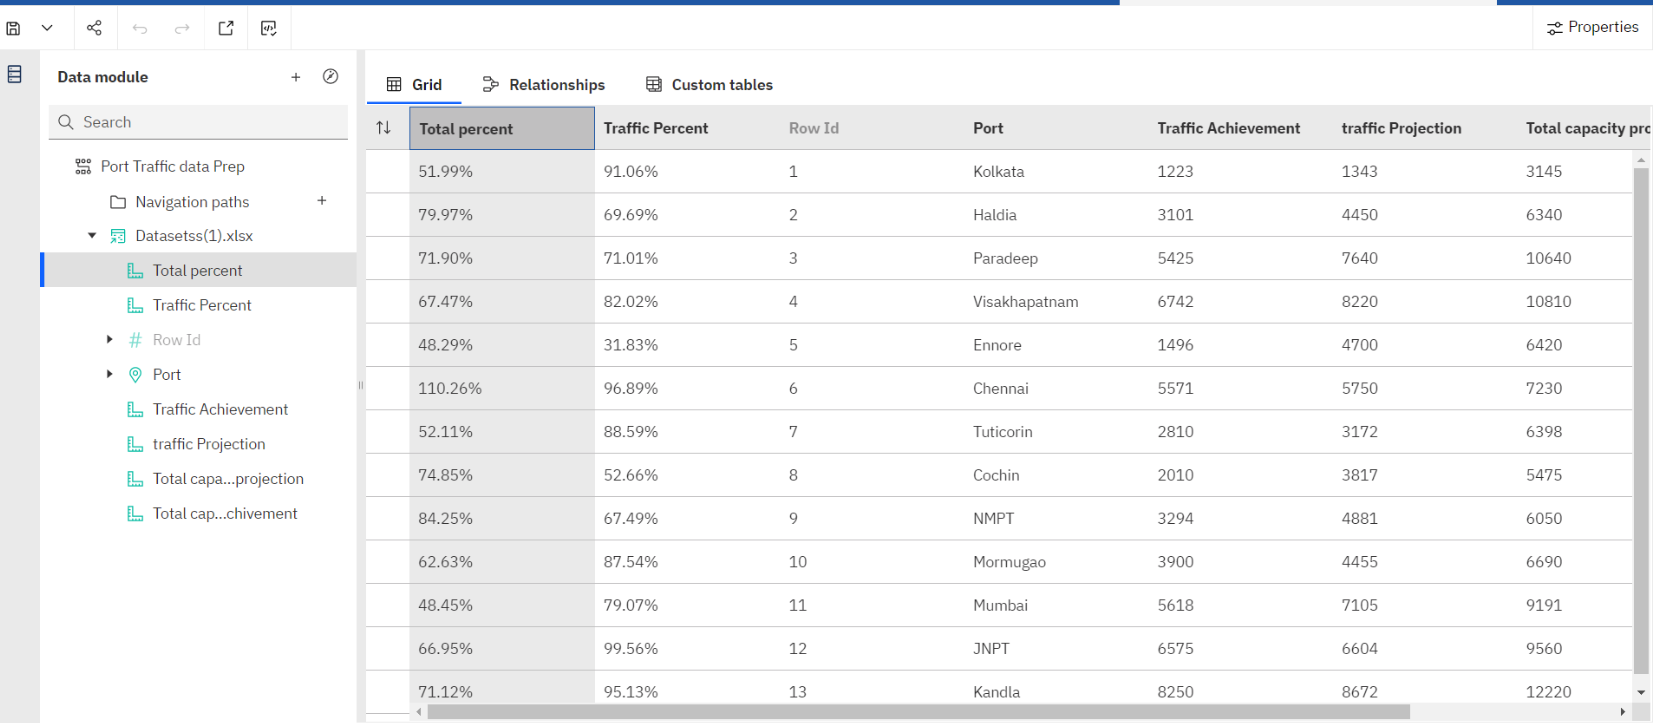 Properties
Data module
Search
Port Traffic data Prep
Navigation paths
Datasetss(1).xlsx
Total percent
Traffic Percent
Row Id
Port
Traffic Achievement
traffic Projection
Total capa...projection
Total cap...chivement
Grid Relationships Custom tables
Total percent Traffic Percent Row Id Port Traffic Achievement traffic Projection Total capacity pro
51.99% 91.06% 1 Kolkata 1223 1343 3145
79.97% 69.69% 2 Haldia 3101 4450 6340
71.90% 71.01% 3 Paradeep 5425 7640 10640
67.47% 82.02% 4 Visakhapatnam 6742 8220 10810
48.29% 31.83% 5 Ennore 1496 4700 6420
110.26% 96.89% 6 Chennai 5571 5750 7230
52.11% 88.59% 7 Tuticorin 2810 3172 6398
74.85% 52.66% 8 Cochin 2010 3817 5475
84.25% 67.49% 9 NMPT 3294 4881 6050
62.63% 87.54% 10 Mormugao 3900 4455 6690
48.45% 79.07% 11 Mumbai 5618 7105 9191
66.95% 99.56% 12 JNPT 6575 6604 9560
71.12% 95.13% 13 Kandla 8250 8672 12220